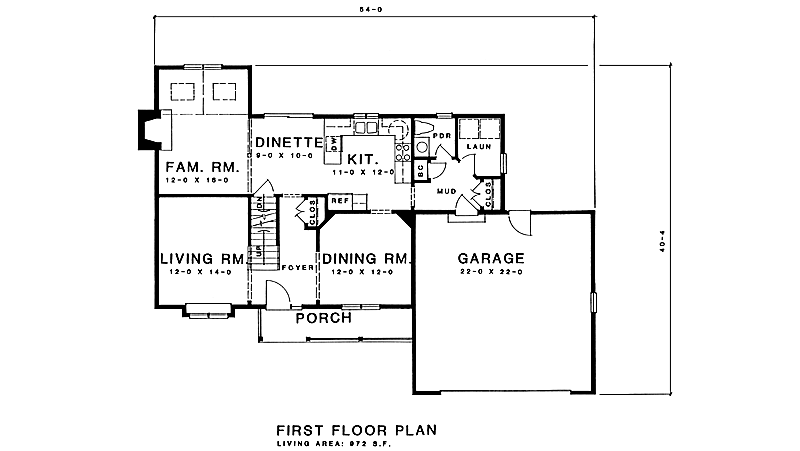 54-0
DINETTE
9-0 X 10-0
DW
KIT.
11-0 X 12-0
PDR
LAUN
FAM. RM.
12-0 X 16-0
BC
MUD
CLOS
DN
CLOS
REF
40-4
LIVING RM.
12-0 X 14-0
UP
FOYER
DINING RM.
12-0 X 12-0
GARAGE
22-0 X 22-0
PORCH
FIRST FLOOR PLAN
LIVING AREA: 972 S.F.